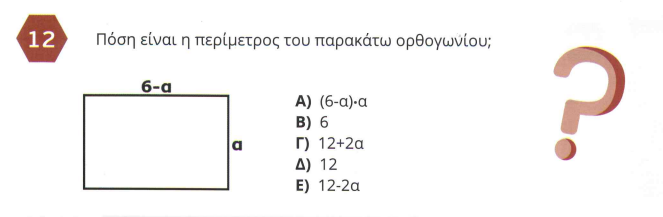 12
Πόση είναι η περίμετρος του παρακάτω ορθογωνίου;
6-α
α
Α) (6-α)•α
Β) 6
Γ) 12+2α
Δ) 12
Ε) 12-2α
?